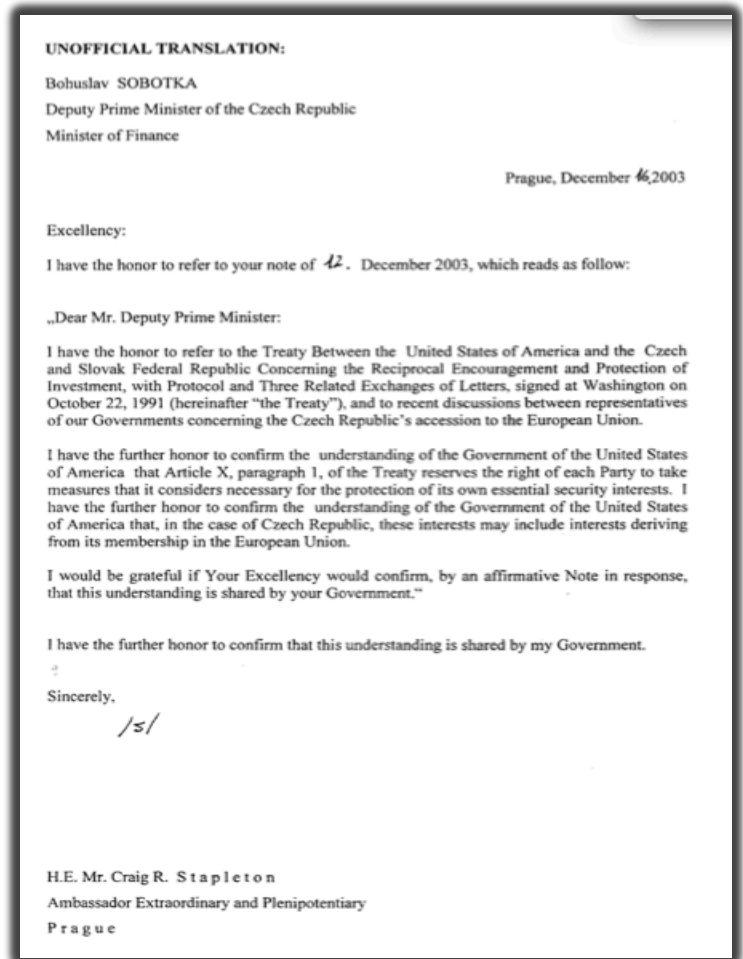 UNOFFICIAL TRANSLATION:
Bohuslav SOBOTKA
Deputy Prime Minister of the Czech Republic
Minister of Finance
Prague, December 16,2003
Excellency:
I have the honor to refer to your note of 12. December 2003, which reads as follow:
„Dear Mr. Deputy Prime Minister:
I have the honor to refer to the Treaty Between the United States of America and the Czech
and Slovak Federal Republic Concerning the Reciprocal Encouragement and Protection of
Investment, with Protocol and Three Related Exchanges of Letters, signed at Washington on
October 22, 1991 (hereinafter “the Treaty”), and to recent discussions between representatives
of our Governments concerning the Czech Republic’s accession to the European Union.
I have the further honor to confirm the understanding of the Government of the United States
of America that Article X, paragraph 1, of the Treaty reserves the right of each Party to take
measures that it considers necessary for the protection of its own essential security interests. I
have the further honor to confirm the understanding of the Government of the United States
of America that, in the case of Czech Republic, these interests may include interests deriving
from its membership in the European Union.
I would be grateful if Your Excellency would confirm, by an affirmative Note in response,
that this understanding is shared by your Government.“
I have the further honor to confirm that this understanding is shared by my Government.
Sincerely,
/s/
H.E. Mr. Craig R. Stapleton
Ambassador Extraordinary and Plenipotentiary
Prague